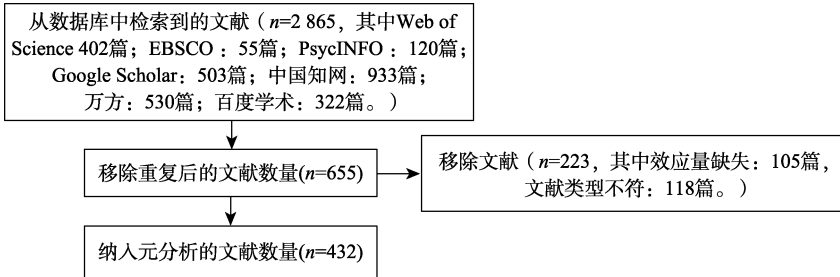 从数据库中检索到的文献（n=2 865，其中Web of
Science 402篇；EBSCO ：55篇；PsycINFO ：120篇；
Google Scholar：503篇；中国知网：933篇；
万方：530篇；百度学术：322篇。）
移除重复后的文献数量(n=655)
移除文献（n=223，其中效应量缺失：105篇，
文献类型不符：118篇。）
纳入元分析的文献数量(n=432)